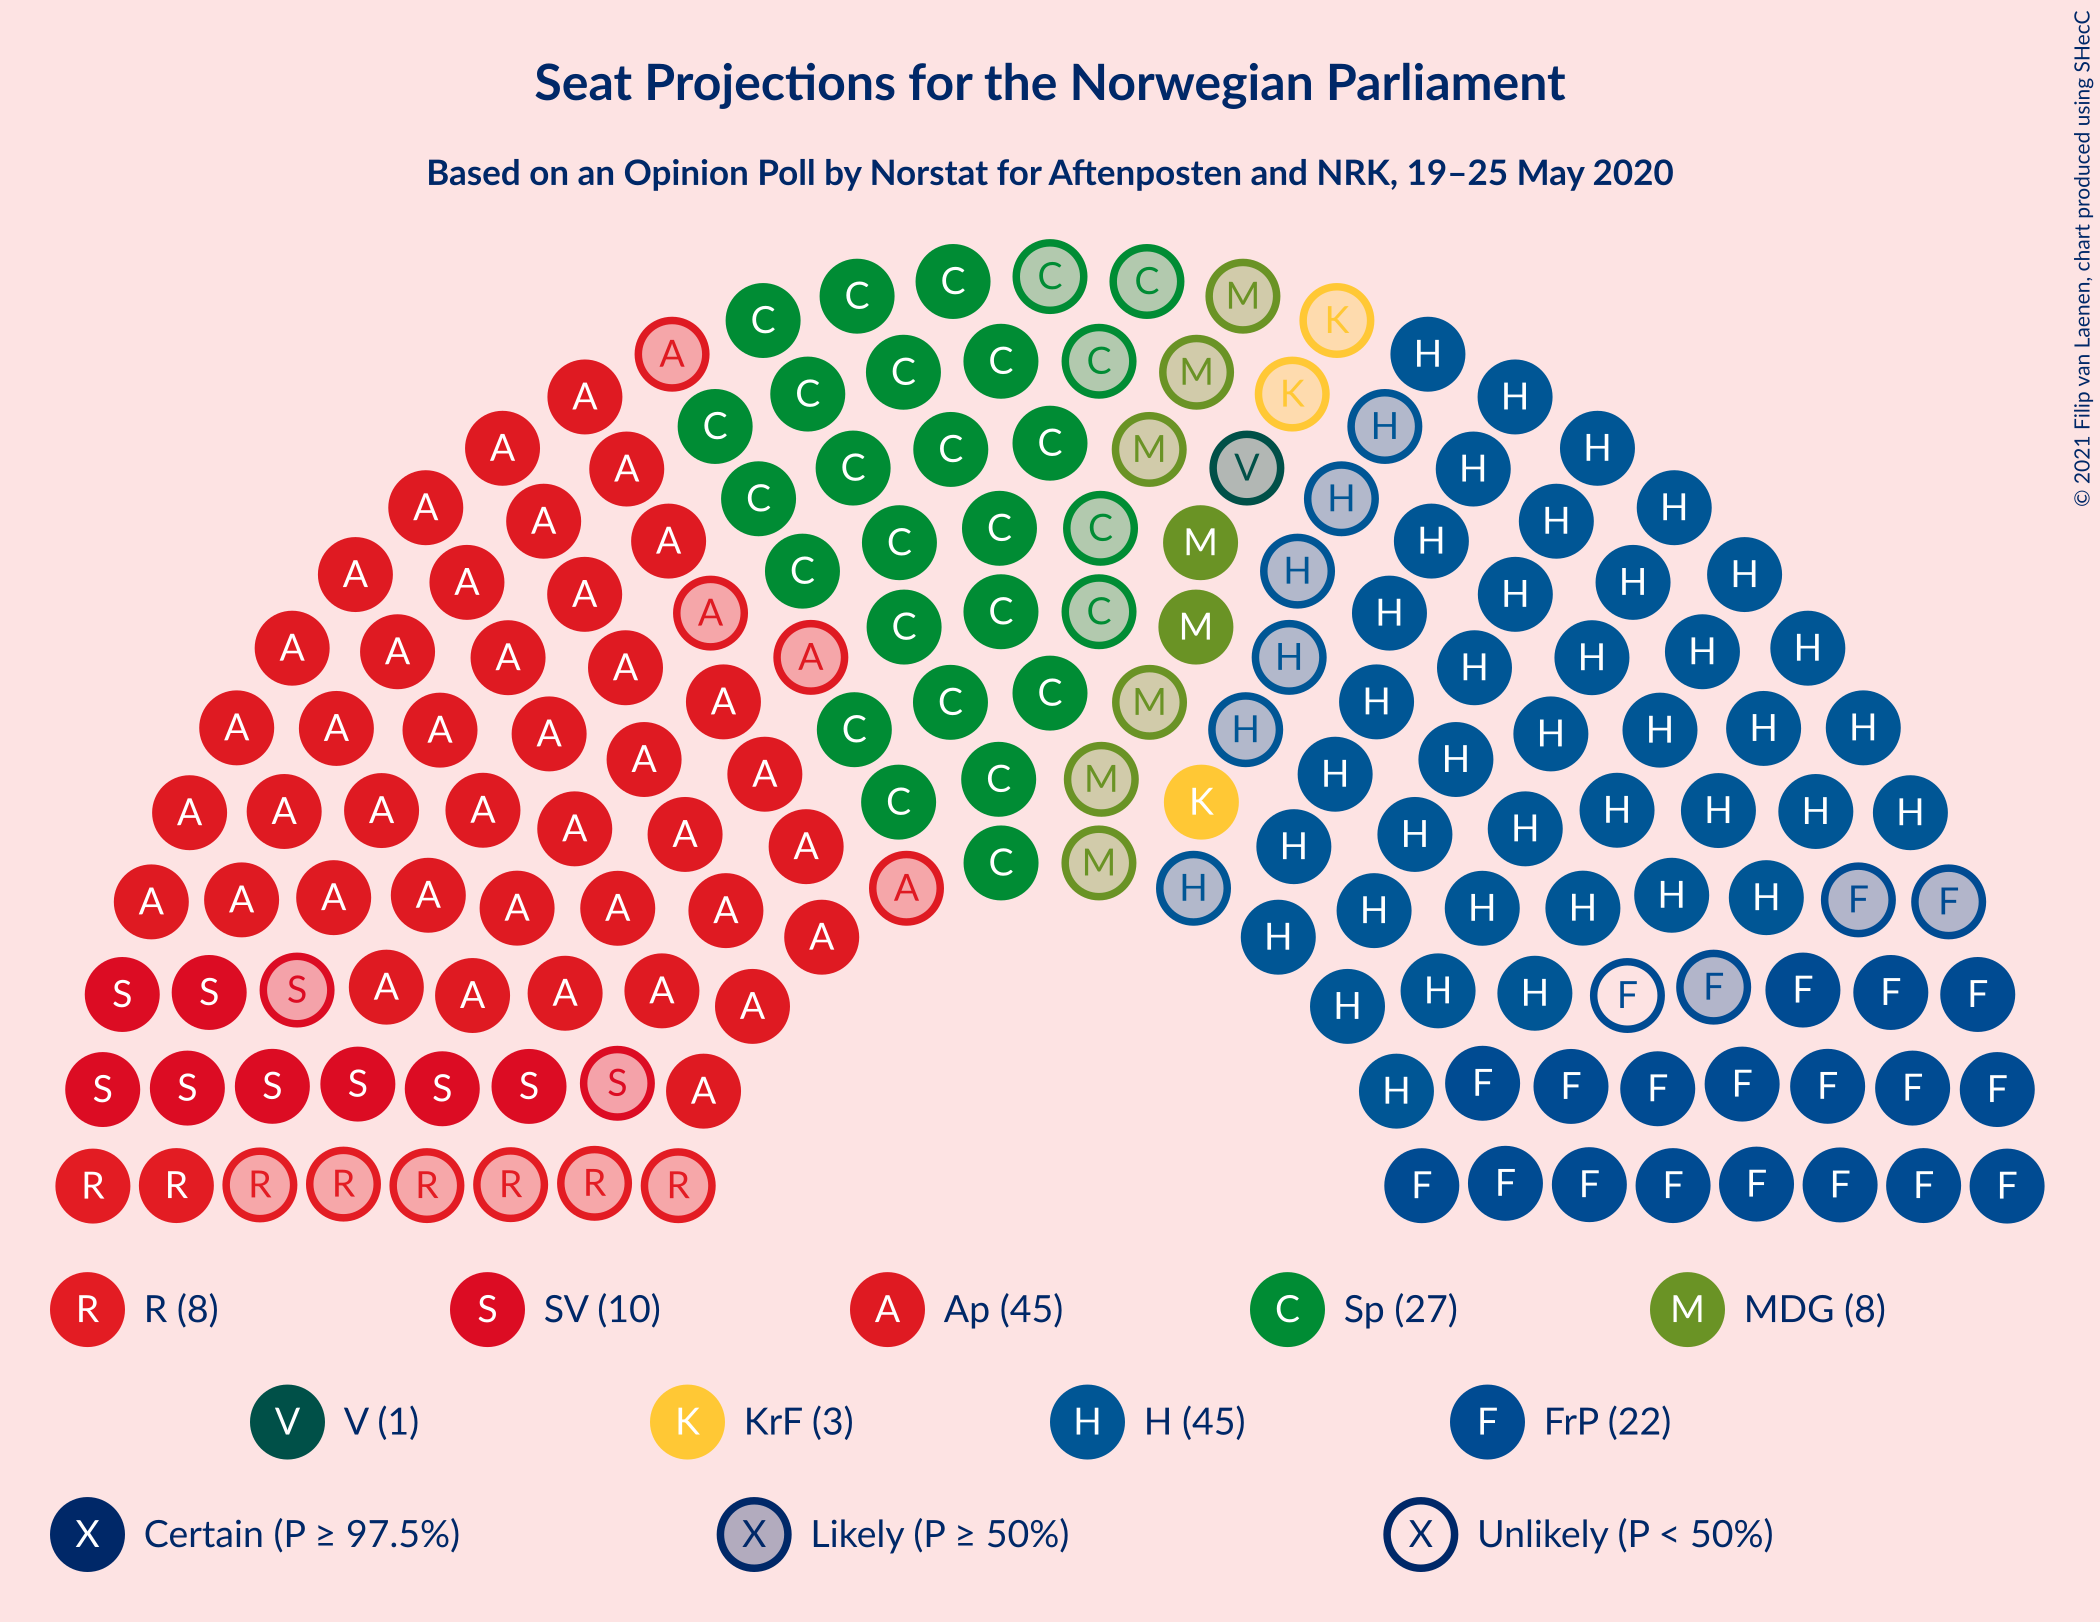 Seat Projections for the Norwegian Parliament
Based on an Opinion Poll by Norstat for Aftenposten and NRK, 19–25 May 2020
© 2021 Filip van Laenen, chart produced using SHecC
C C C C C M K
A C C C C M K H
A A C C C M V H H
A A A C C C C M H H H
A A A A C C C M H H H H
A A A A A C C C M H H H H H
A A A A A A C C M K H H H H H H
A A A A A A A A C M H H H H H H H H
A A A A A A A A H H H H H H F F
S S S A A A A A H H H F F F F F
S S S S S S S A H F F F F F F F
R R R R R R R R F F F F F F F F
R R (8) S SV (10) A Ap (45) C Sp (27) M MDG (8)
V V (1) K KrF (3) H H (45) F FrP (22)
X Certain (P ≥ 97.5%) X Likely (P ≥ 50%) X Unlikely (P < 50%)